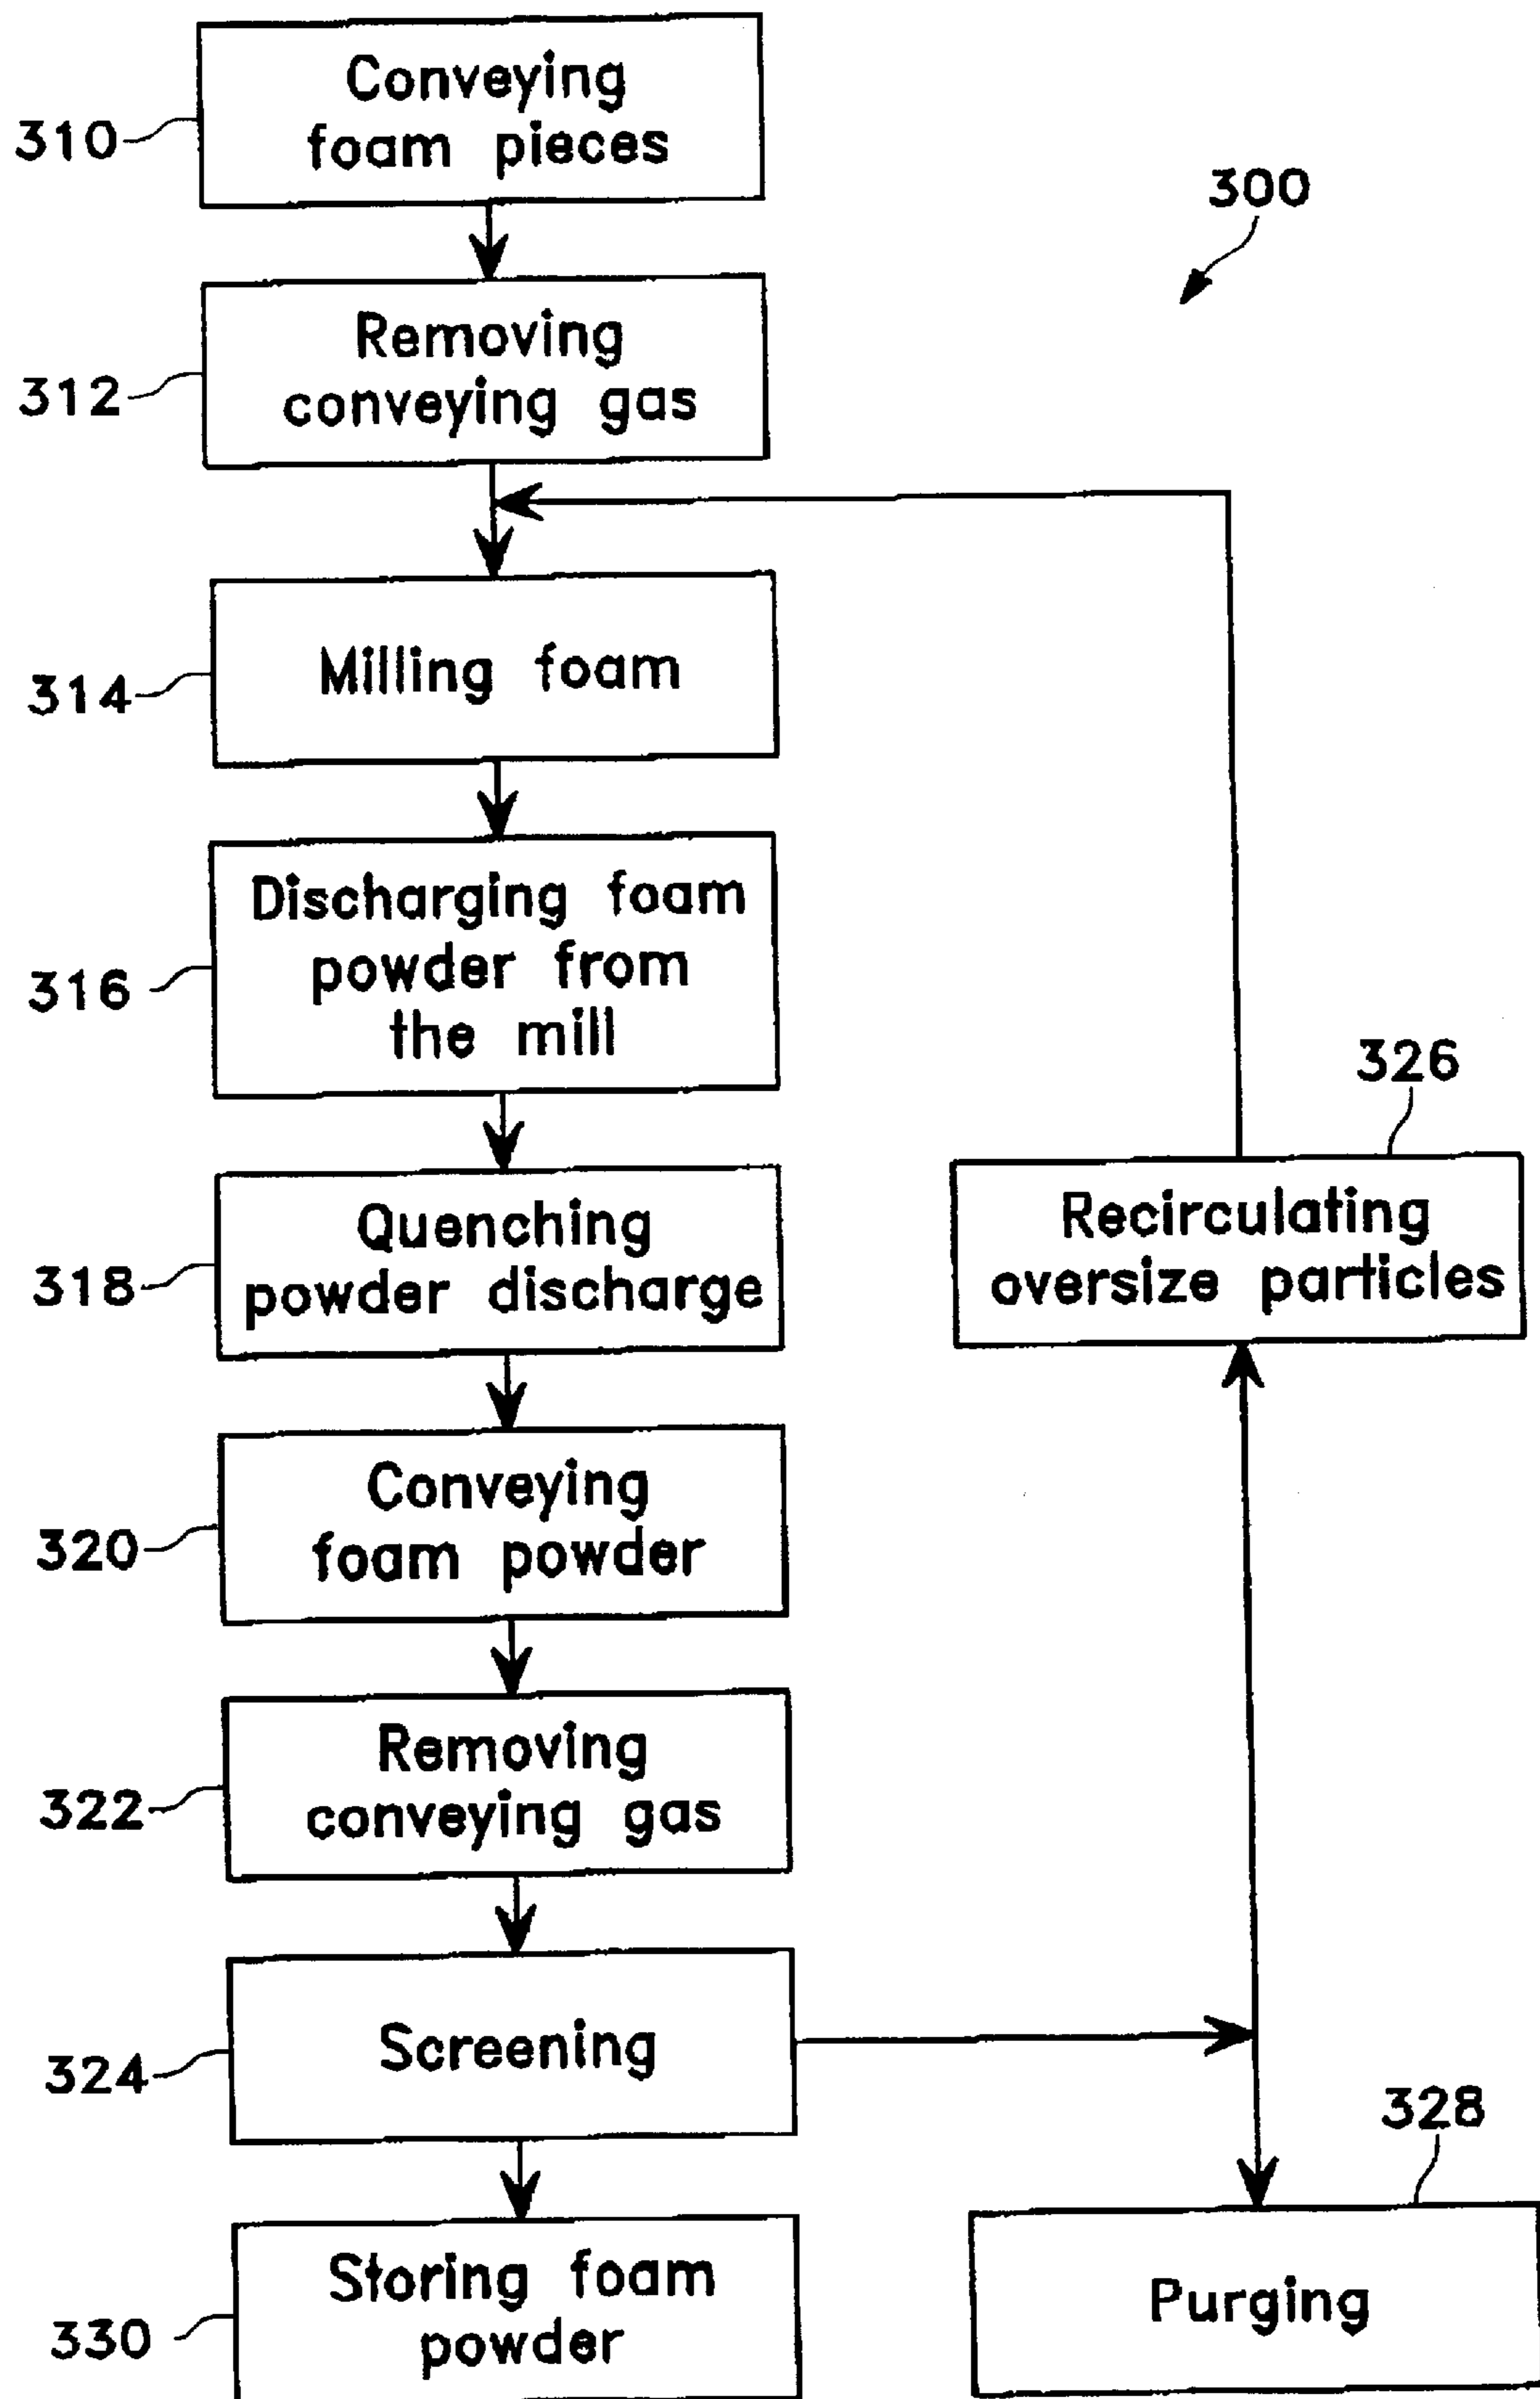 Conveying
foam pieces
310
300
Removing
conveying gas
312
Milling foam
314
Discharging foam
powder from
the mill
316
326
Recirculating
oversize particles
Quenching
powder discharge
318
Conveying
foam powder
320
Removing
conveying gas
322
Screening
324
328
Purging
Storing foam
powder
330